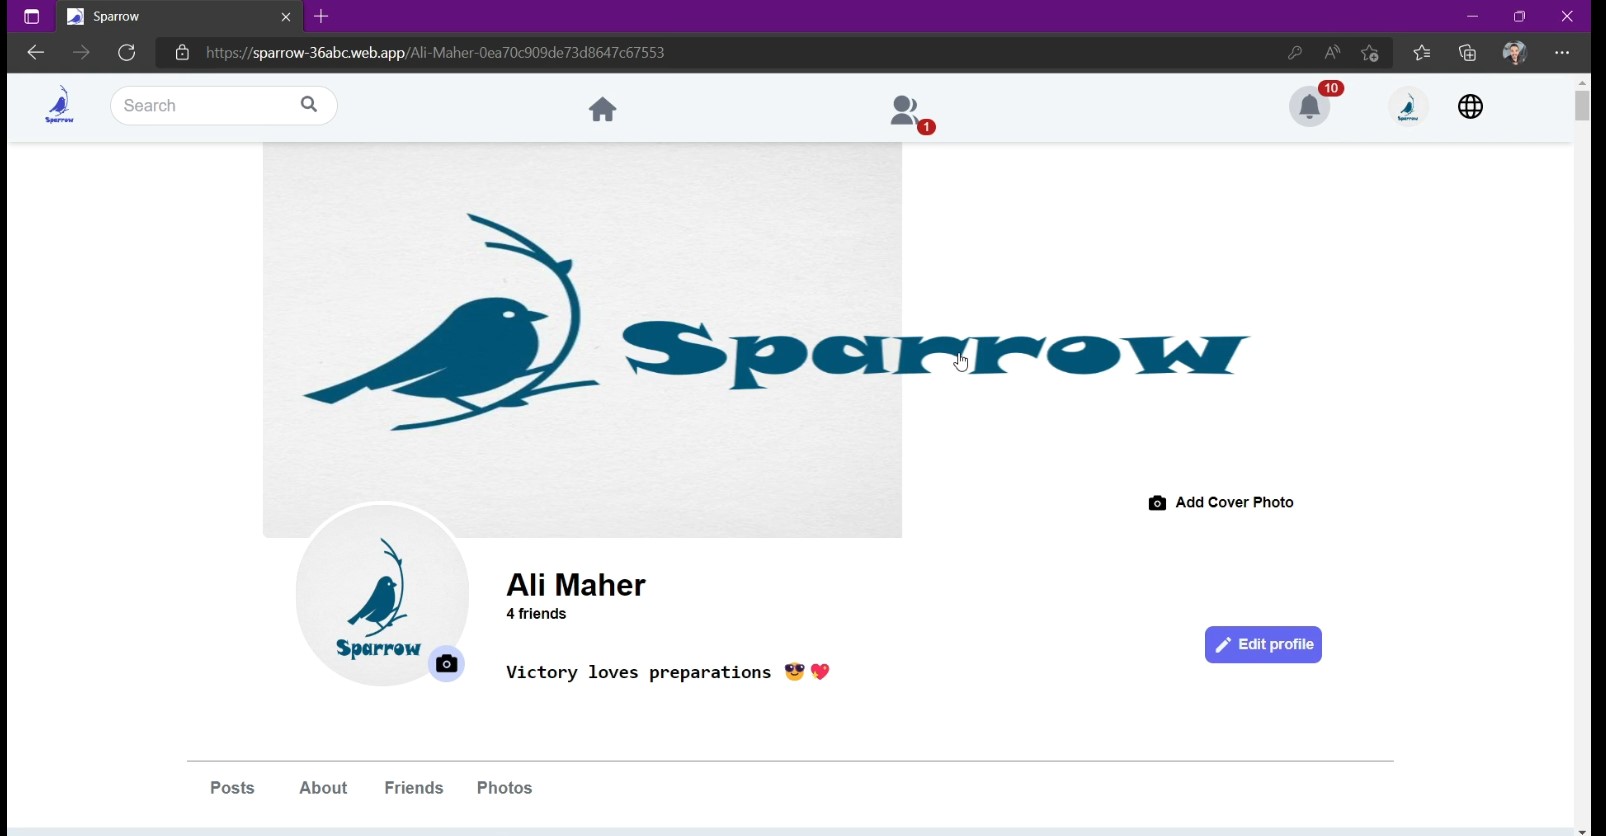 Sparrow
https://sparrow-36abc.web.app/Ali-Maher-0ea70c909de73d8647c67553
Sparrow
Search
1
10
Sparrow
Sparrow
Add Cover Photo
Ali Maher
4 friends
Sparrow
Edit profile
Victory loves preparations 😎💖
Posts About Friends Photos